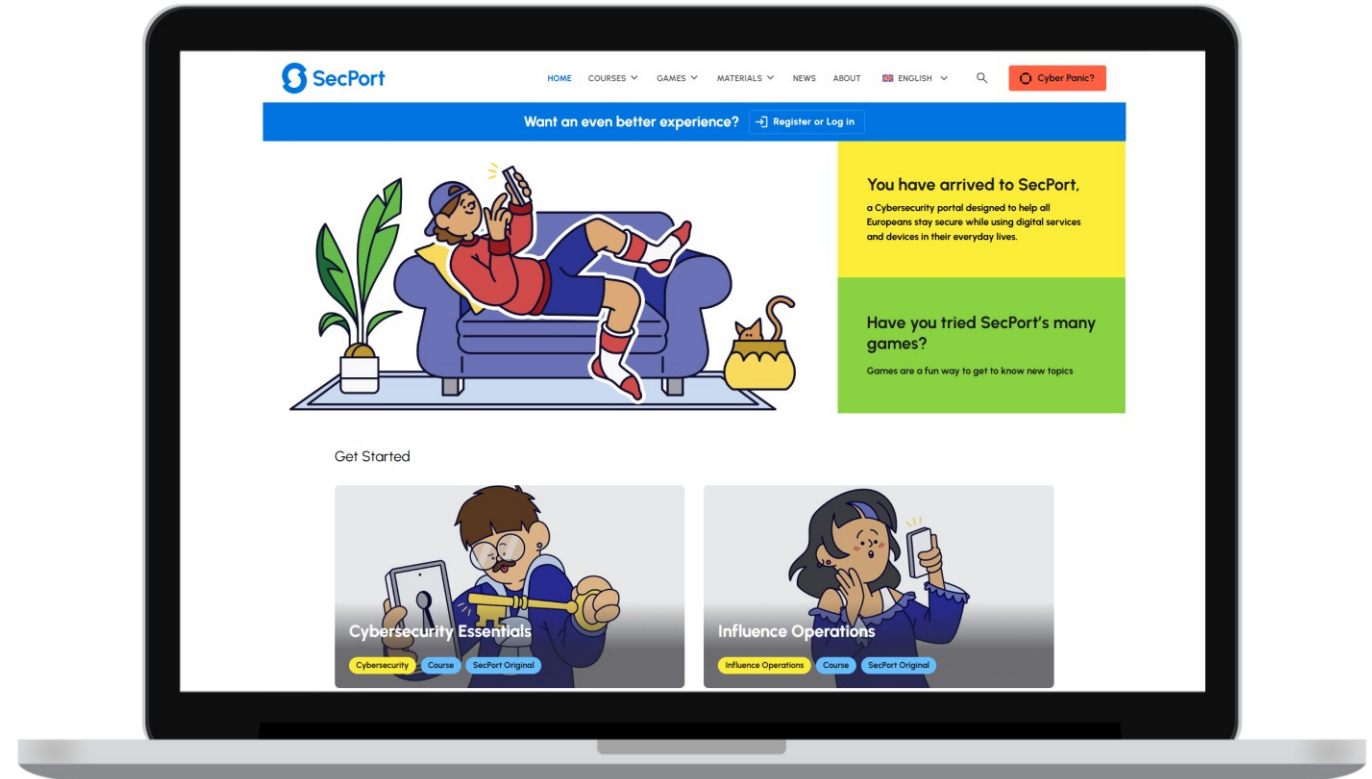 SecPort
HOME COURSES GAMES MATERIALS NEWS ABOUT ENGLISH Cyber Panic?
Want an even better experience? Register or Log in
You have arrived to SecPort,
a Cybersecurity portal designed to help all
Europeans stay secure while using digital services
and devices in their everyday lives.
Have you tried SecPort's many
games?
Games are a fun way to get to know new topics
Get Started
Cybersecurity Essentials
Cybersecurity Course SecPort Original
Influence Operations
Influence Operations Course SecPort Original